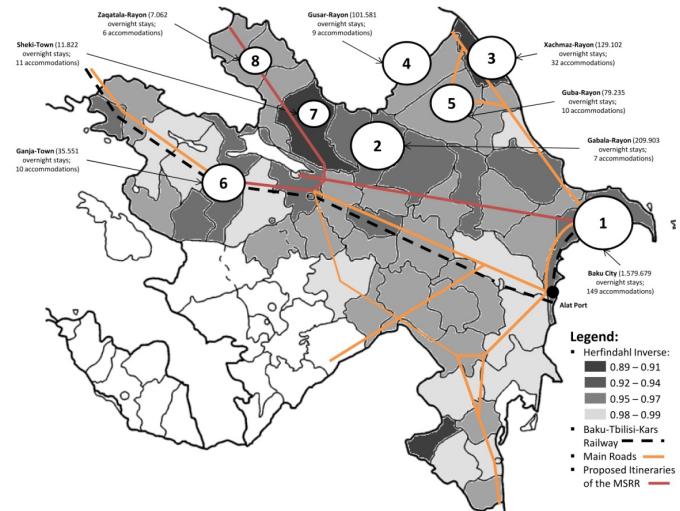 Zaqatala-Rayon (7.062
overnight stays;
6 accommodations)
Gusar-Rayon (101.581
overnight stays;
9 accommodations)
Sheki-Town (11.822
overnight stays;
11 accommodations)
Xachmaz-Rayon (129.102
overnight stays;
32 accommodations)
Guba-Rayon (79.235
overnight stays;
10 accommodations)
Ganja-Town (35.551
overnight stays;
10 accommodations)
Gabala-Rayon (209.903
overnight stays;
7 accommodations)
8
4
3
5
7
2
6
1
Baku City (1.579.679
overnight stays;
149 accommodations)
Alat Port
Legend:
▪ Herfindahl Inverse:
0.89 – 0.91
0.92 – 0.94
0.95 – 0.97
0.98 – 0.99
▪ Baku-Tbilisi-Kars
Railway
▪ Main Roads
▪ Proposed Itineraries
of the MSRR